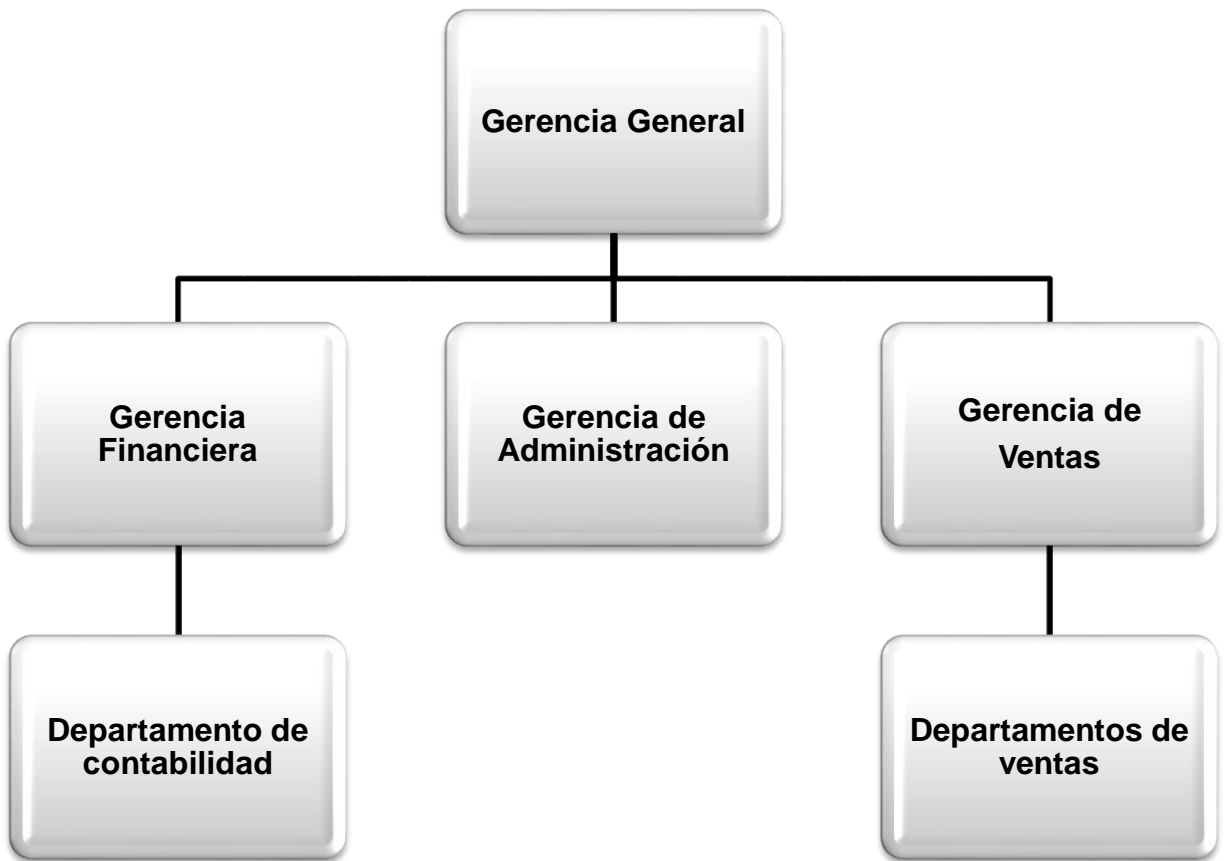 Gerencia General
Gerencia
Financiera
Gerencia de
Administración
Gerencia de
Ventas
Departamento de
contabilidad
Departamentos de
ventas